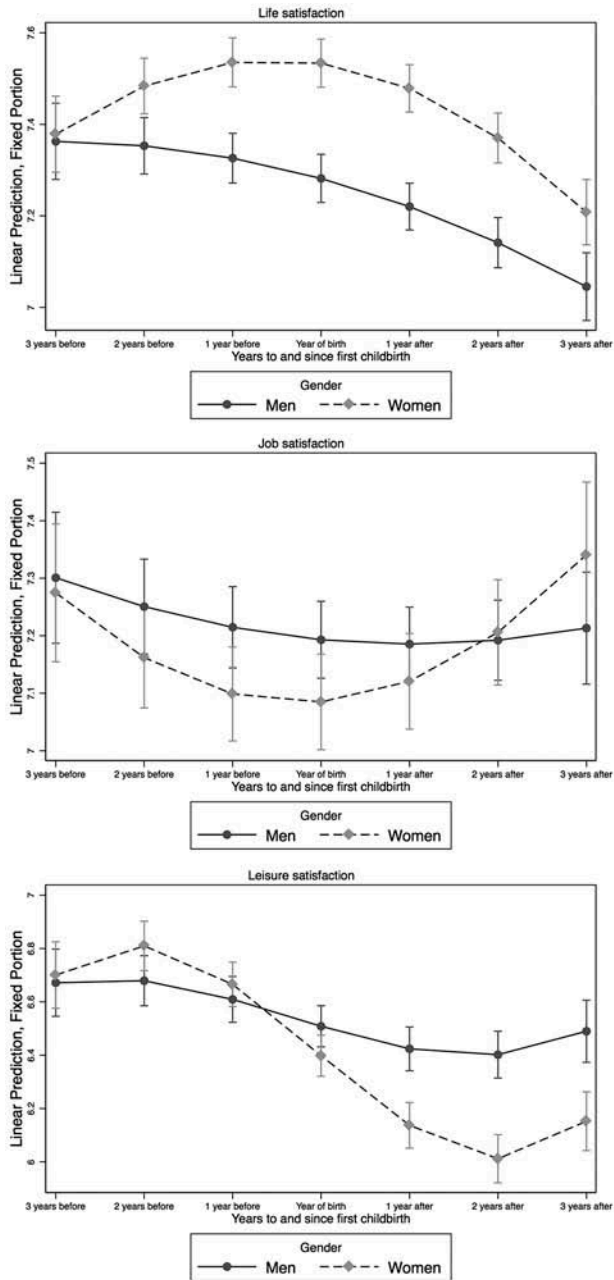 Life satisfaction
Linear Prediction, Fixed Portion
7.6
7.4
7.2
7
3 years before 2 years before 1 year before Year of birth 1 year after 2 years after 3 years after
Years to and since first childbirth
Gender
Men Women
Job satisfaction
Linear Prediction, Fixed Portion
7.5
7.4
7.3
7.2
7.1
7
3 years before 2 years before 1 year before Year of birth 1 year after 2 years after 3 years after
Years to and since first childbirth
Gender
Men Women
Leisure satisfaction
Linear Prediction, Fixed Portion
7
6.8
6.6
6.4
6.2
6
3 years before 2 years before 1 year before Year of birth 1 year after 2 years after 3 years after
Years to and since first childbirth
Gender
Men Women